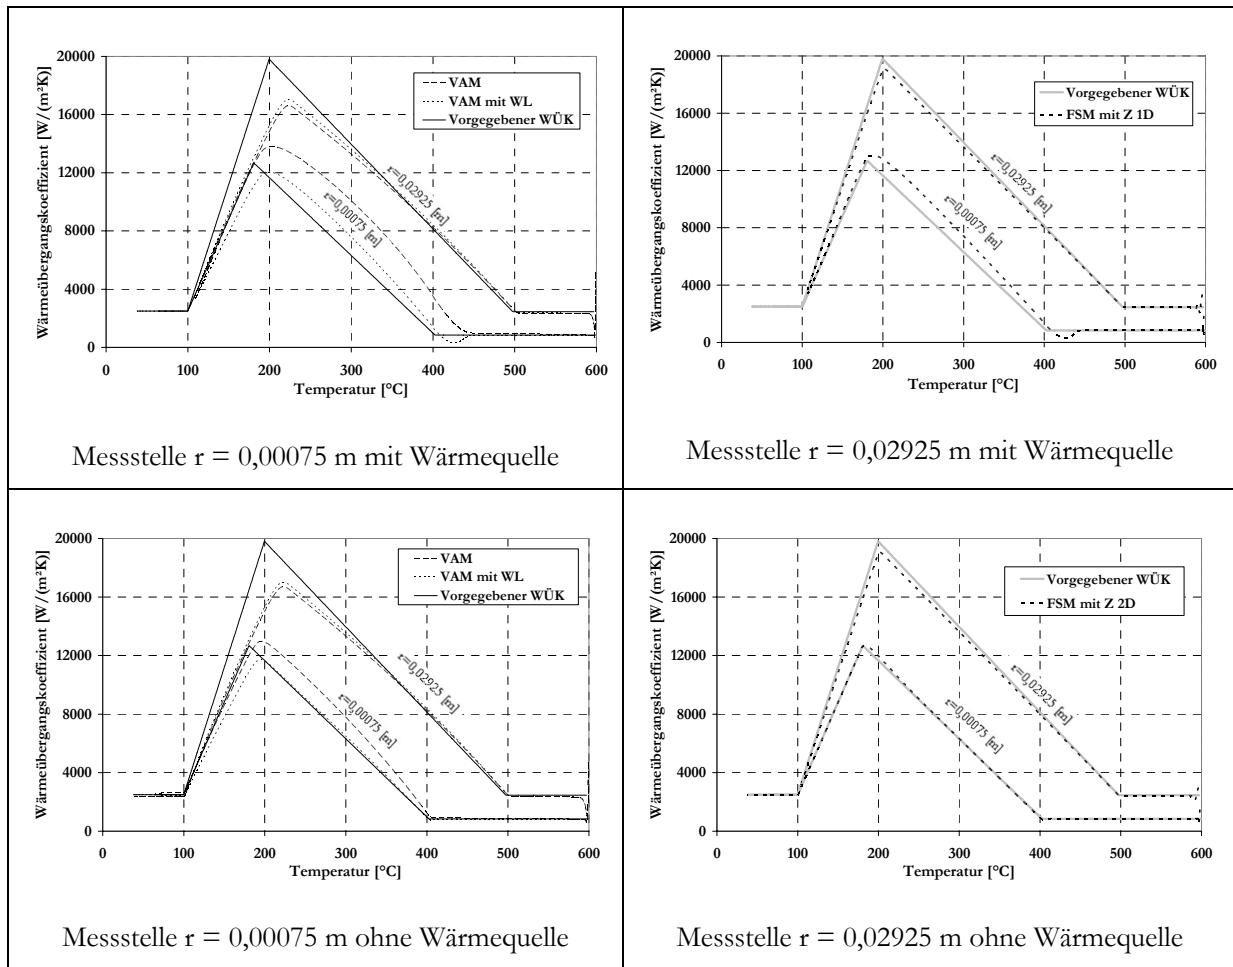 20000
16000
12000
8000
4000
0
Wärmeübergangskoeffizient [W/(m²K)]
VAM
VAM mit WL
Vorgegebener WÜK
r=0,02925 [m]
r=0,00075 [m]
0 100 200 300 400 500 600
Temperatur [°C]
Messstelle r = 0,00075 m mit Wärmequelle
20000
16000
12000
8000
4000
0
Wärmeübergangskoeffizient [W/(m²K)]
Vorgegebener WÜK
FSM mit Z 1D
r=0,02925 [m]
r=0,00075 [m]
0 100 200 300 400 500 600
Temperatur [°C]
Messstelle r = 0,02925 m mit Wärmequelle
20000
16000
12000
8000
4000
0
Wärmeübergangskoeffizient [W/(m²K)]
VAM
VAM mit WL
Vorgegebener WÜK
r=0,02925 [m]
r=0,00075 [m]
0 100 200 300 400 500 600
Temperatur [°C]
Messstelle r = 0,00075 m ohne Wärmequelle
20000
16000
12000
8000
4000
0
Wärmeübergangskoeffizient [W/(m²K)]
Vorgegebener WÜK
FSM mit Z 2D
r=0,02925 [m]
r=0,00075 [m]
0 100 200 300 400 500 600
Temperatur [°C]
Messstelle r = 0,02925 m ohne Wärmequelle